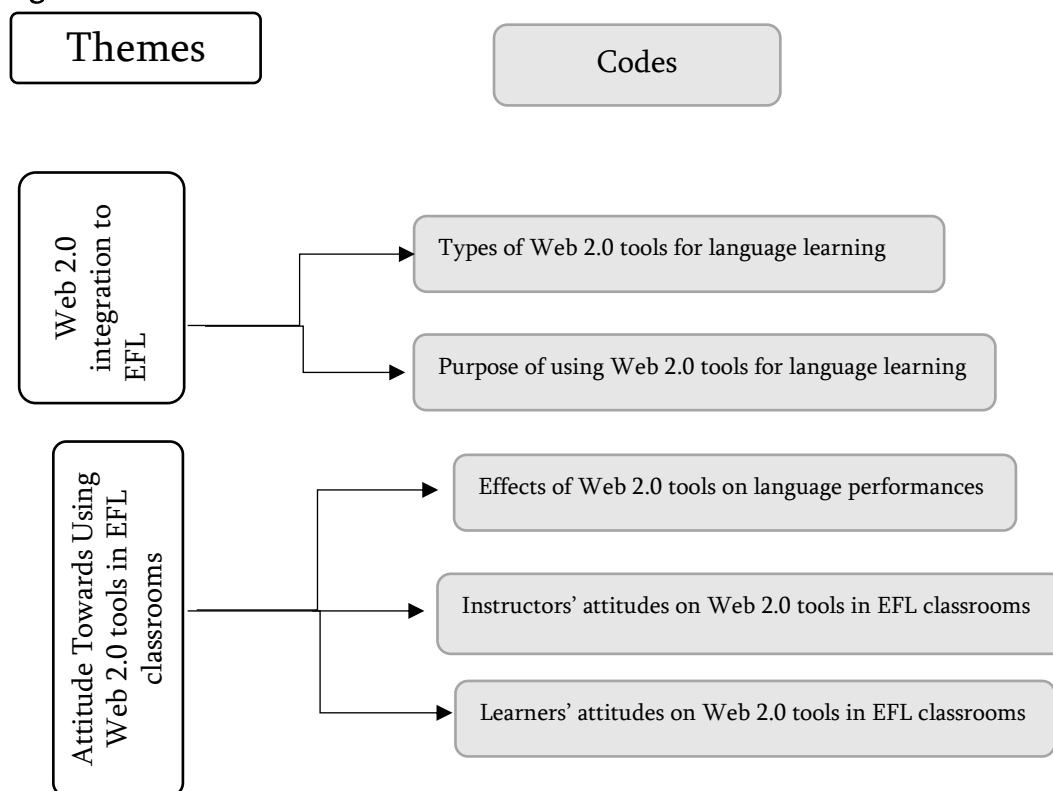 Themes
Codes
Web 2.0
integration to
EFL
Types of Web 2.0 tools for language learning
Purpose of using Web 2.0 tools for language learning
Attitude Towards Using
Web 2.0 tools in EFL
classrooms
Effects of Web 2.0 tools on language performances
Instructors’ attitudes on Web 2.0 tools in EFL classrooms
Learners’ attitudes on Web 2.0 tools in EFL classrooms